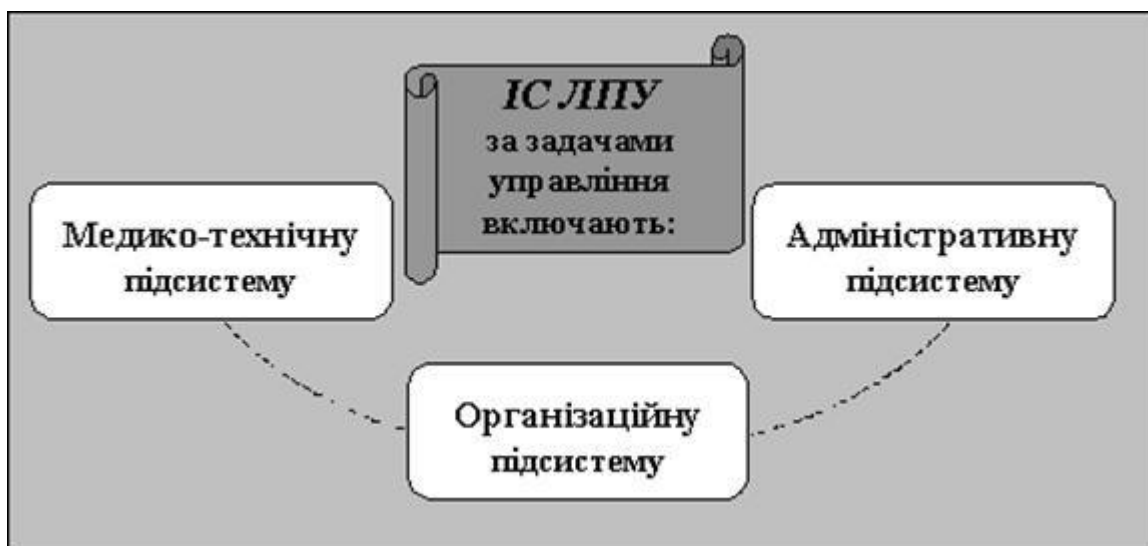 ІС ЛПУ
за задачами
управління
включають:
Медико-технічну
підсистему
Адміністративну
підсистему
Організаційну
підсистему